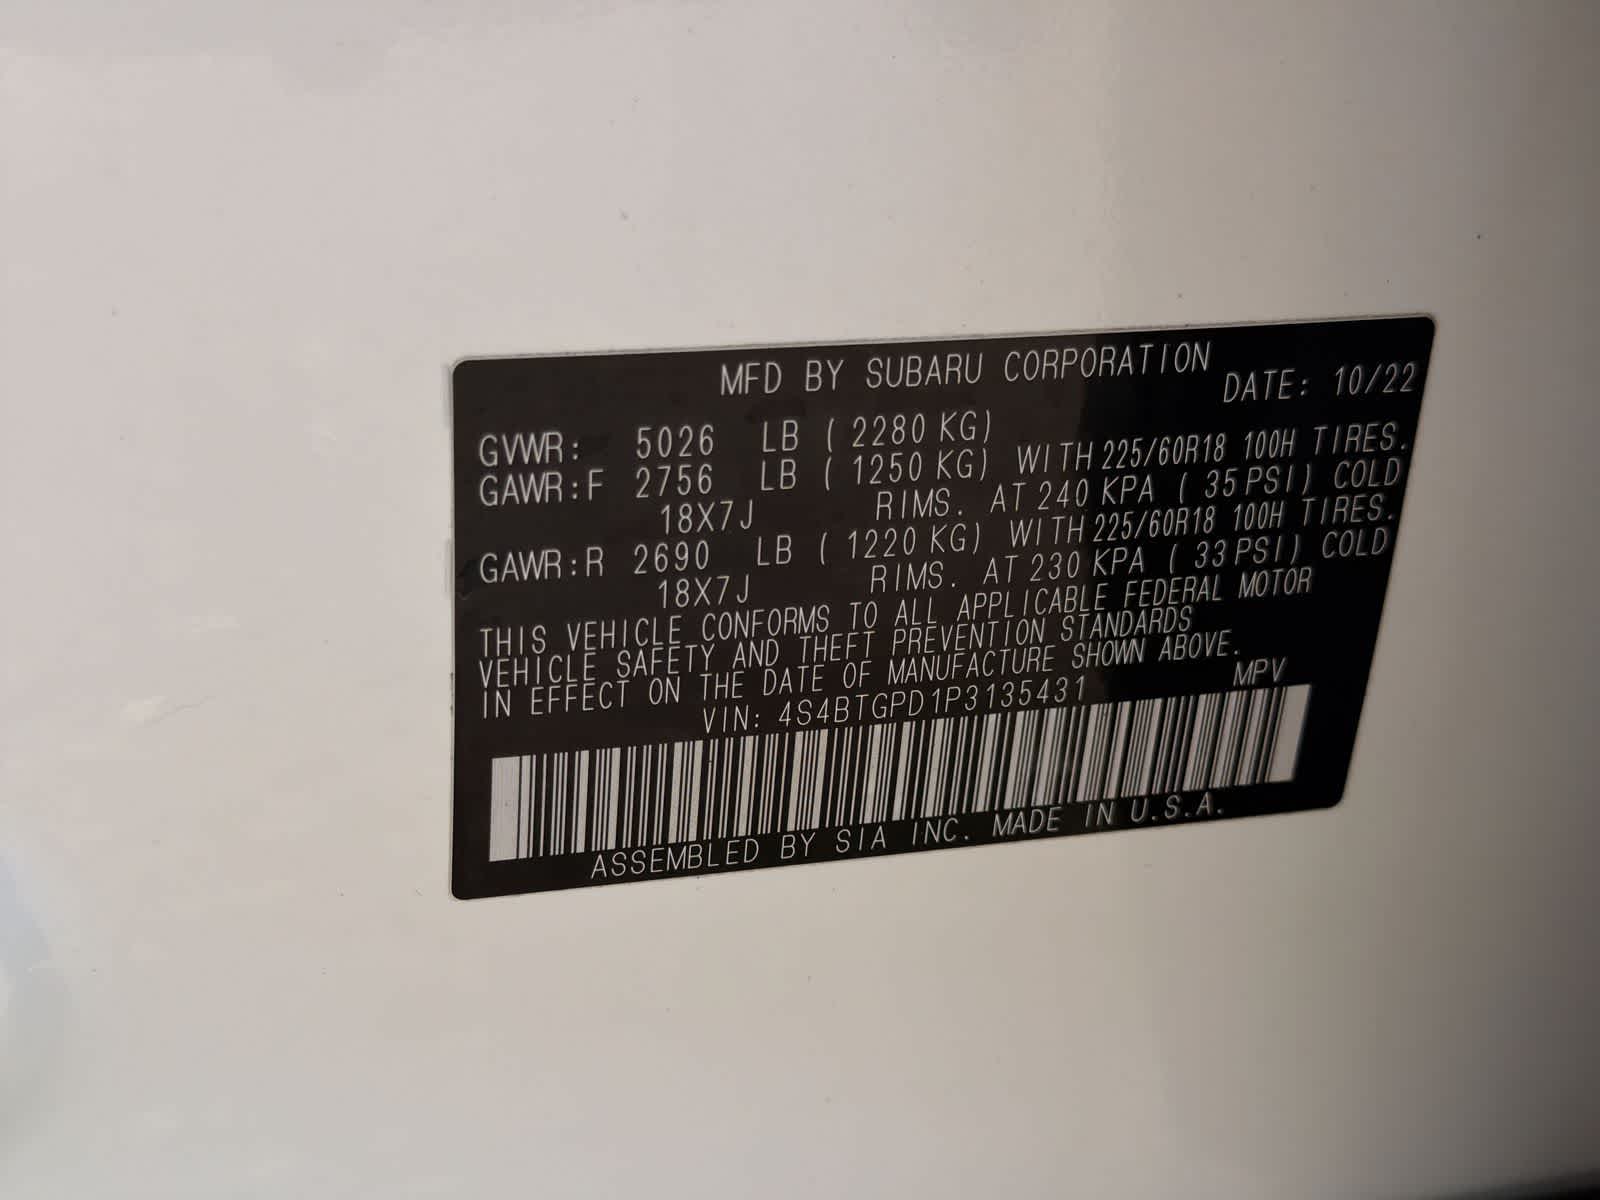 MFD BY SUBARU CORPORATION
DATE: 10/22
GVWR: 5026 LB ( 2280 KG)
GAWR:F 2756 LB ( 1250 KG) WITH 225/60R18 100H TIRES.
18X7J RIMS. AT 240 KPA ( 35 PSI) COLD
GAWR:R 2690 LB ( 1220 KG) WITH 225/60R18 100H TIRES.
18X7J RIMS. AT 230 KPA ( 33 PSI) COLD
THIS VEHICLE CONFORMS TO ALL APPLICABLE FEDERAL MOTOR
VEHICLE SAFETY AND THEFT PREVENTION STANDARDS
IN EFFECT ON THE DATE OF MANUFACTURE SHOWN ABOVE.
VIN: 4S4BTGPD1P3135431 MPV
ASSEMBLED BY SIA INC. MADE IN U.S.A.